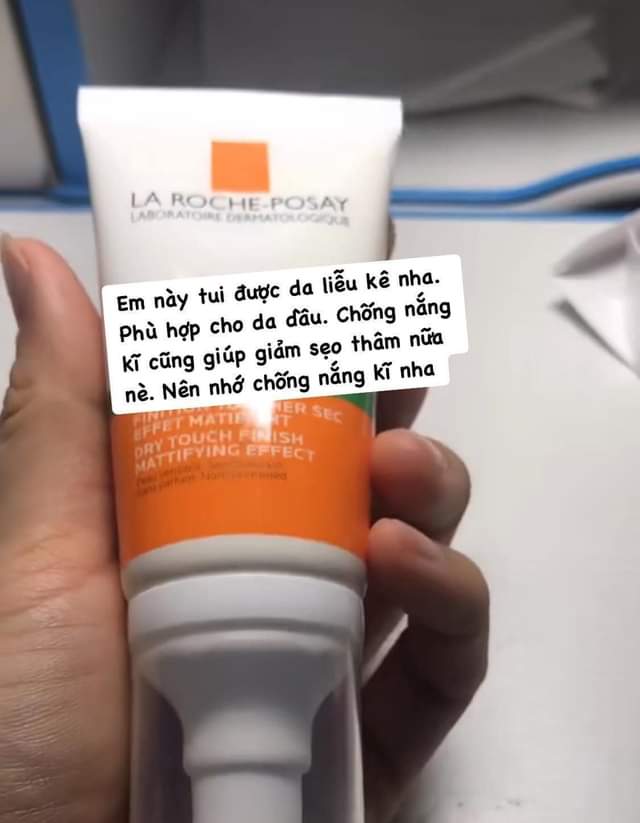 LA ROCHE-POSAY
LABORATOIRE DERMATOLOGIQUE
Em này tui được da liễu kê nha.
Phù hợp cho da dầu. Chống nắng
kĩ cũng giúp giảm sẹo thâm nữa
nè. Nên nhớ chống nắng kĩ nha
SEC
EFFET
DRY TOUCH FINISH
MATTIFYING EFFECT